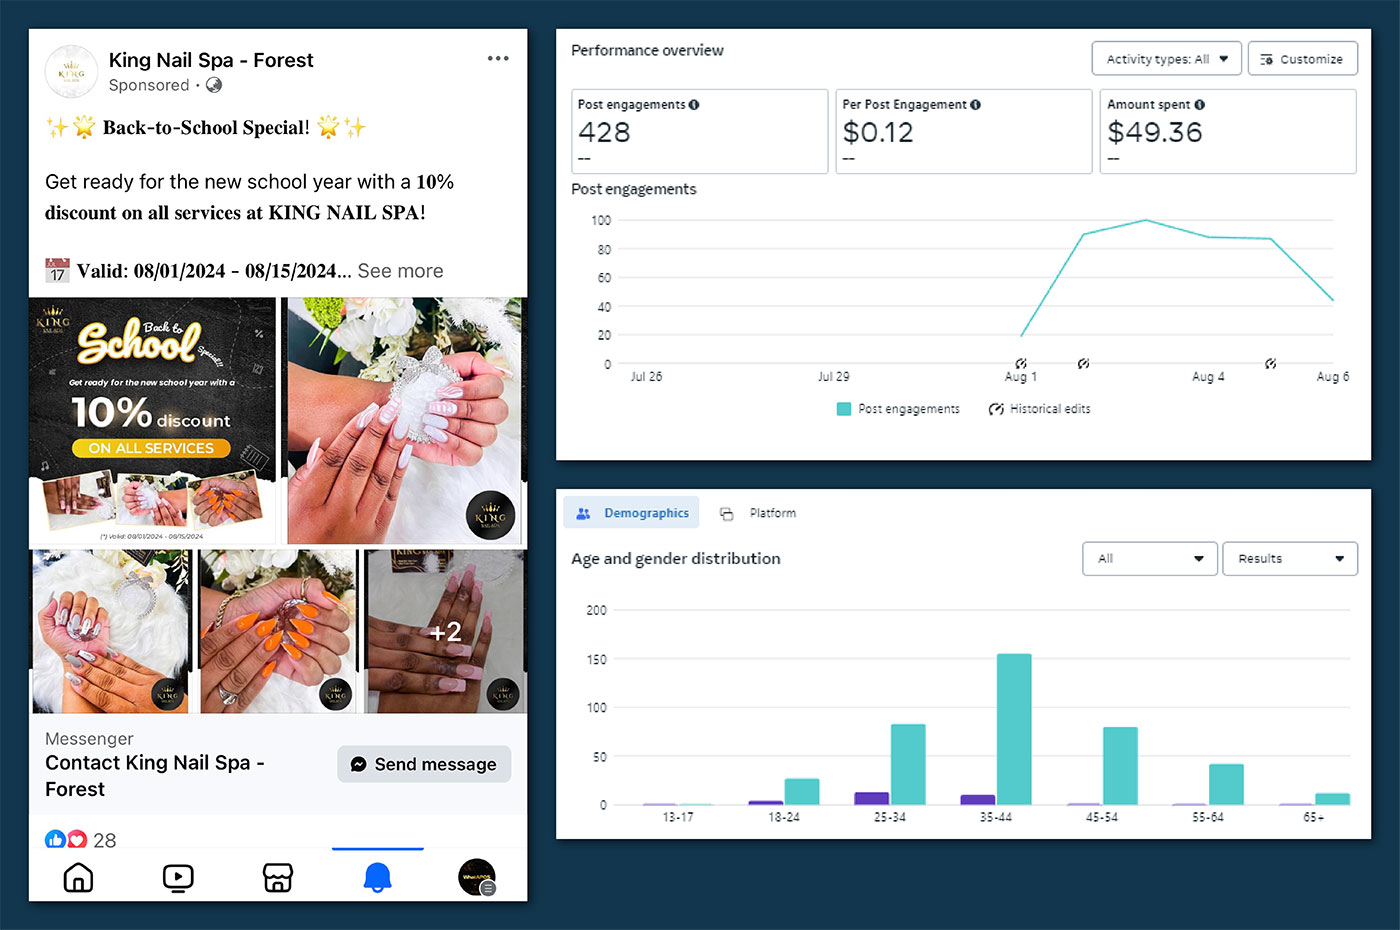 King Nail Spa - Forest
Sponsored ·
✨🌟 Back-to-School Special! 🌟✨
Get ready for the new school year with a 10%
discount on all services at KING NAIL SPA!
📅 Valid: 08/01/2024 - 08/15/2024... See more
KING
NAIL SPA
Back to
School
Special!!
Get ready for the new school year with a
10% discount
ON ALL SERVICES
(*) Valid: 08/01/2024 - 08/15/2024
KING
KING
KING
+2
KING
Messenger
Contact King Nail Spa -
Forest
Send message
28
Performance overview
Activity types: All
Customize
Post engagements
428
--
Per Post Engagement
$0.12
--
Amount spent
$49.36
--
Post engagements
100
80
60
40
20
0
Jul 26
Jul 29
Aug 1
Aug 4
Aug 6
Post engagements
Historical edits
Demographics
Platform
Age and gender distribution
All
Results
200
150
100
50
0
13-17
18-24
25-34
35-44
45-54
55-64
65+